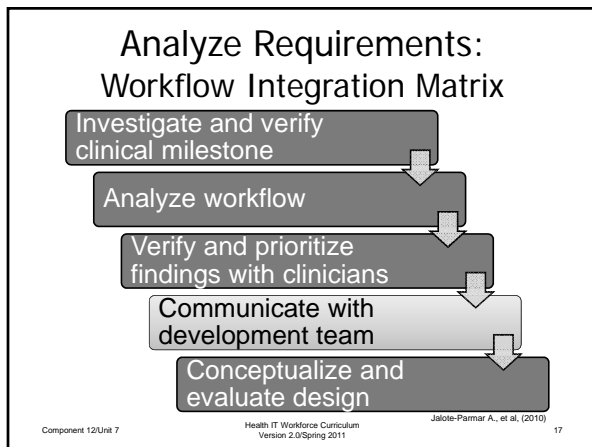 Analyze Requirements:
Workflow Integration Matrix
Investigate and verify
clinical milestone
Analyze workflow
Verify and prioritize
findings with clinicians
Communicate with
development team
Conceptualize and
evaluate design
Jalote-Parmar A., et al, (2010)
Component 12/Unit 7
Health IT Workforce Curriculum
Version 2.0/Spring 2011
17